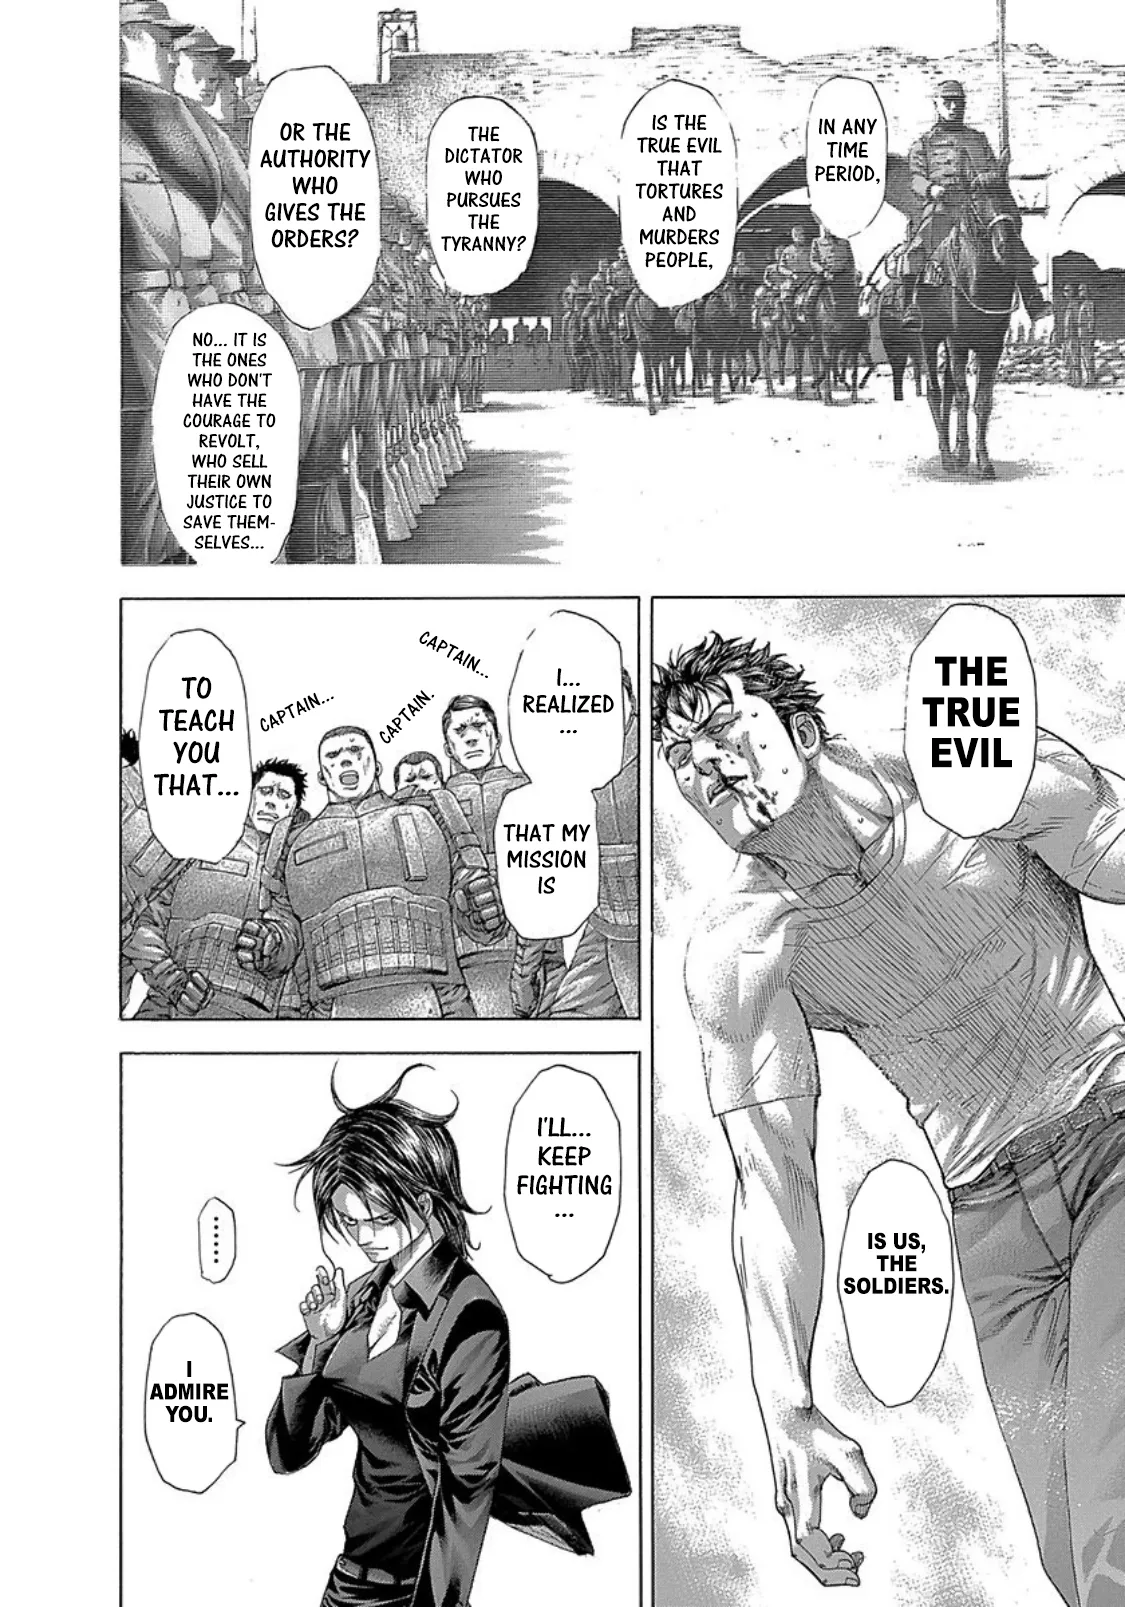 IN ANY
TIME
PERIOD,
IS THE
TRUE EVIL
THAT
TORTURES
AND
MURDERS
PEOPLE,
THE
DICTATOR
WHO
PURSUES
THE
TYRANNY?
OR THE
AUTHORITY
WHO
GIVES THE
ORDERS?
NO... IT IS
THE ONES
WHO DON'T
HAVE THE
COURAGE TO
REVOLT,
WHO SELL
THEIR OWN
JUSTICE TO
SAVE THEM-
SELVES...
THE
TRUE
EVIL
IS US,
THE
SOLDIERS.
I...
REALIZED
...
THAT MY
MISSION
IS
CAPTAIN...
CAPTAIN.
CAPTAIN...
TO
TEACH
YOU
THAT...
I'LL...
KEEP
FIGHTING
...
.......
I
ADMIRE
YOU.